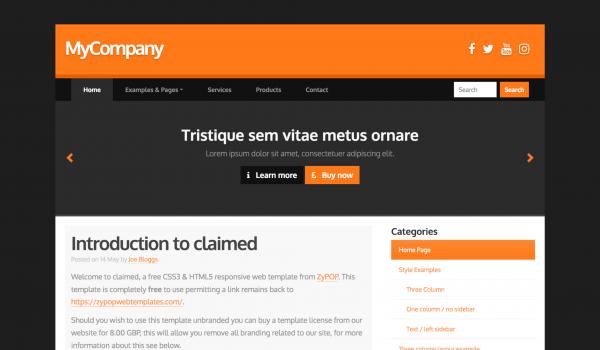 MyCompany
Home Examples & Pages Services Products Contact Search Search
Tristique sem vitae metus ornare
Lorem ipsum dolor sit amet, consectetuer adipiscing elit.
Learn more £ Buy now
Introduction to claimed
Posted on 14 May by Joe Bloggs
Welcome to claimed, a free CSS3 & HTML5 responsive web template from ZyPOP. This
template is completely free to use permitting a link remains back to
https://zypopwebtemplates.com/.
Should you wish to use this template unbranded you can buy a template license from our
website for 8.00 GBP, this will allow you remove all branding related to our site, for more
information about this see below.
Categories
Home Page
Style Examples
Three Column
One column / no sidebar
Text / left sidebar
Three column layout example